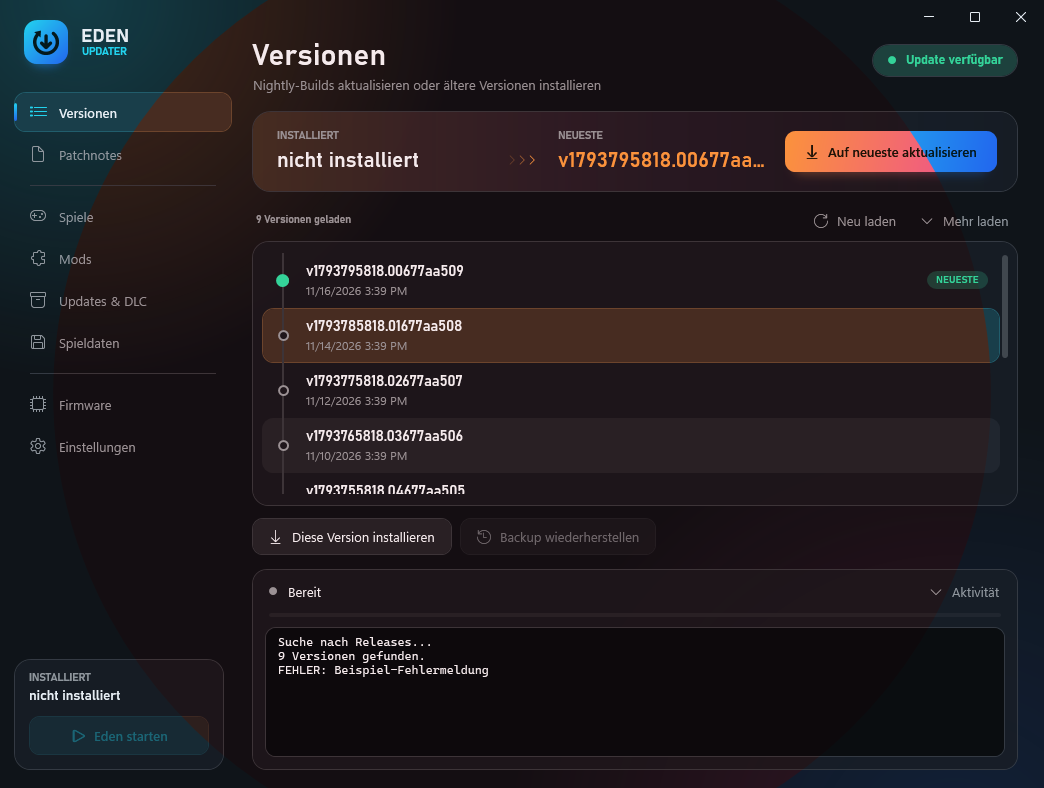 EDEN
UPDATER
Versionen
Patchnotes
Spiele
Mods
Updates & DLC
Spieldaten
Firmware
Einstellungen
INSTALLIERT
nicht installiert
Eden starten
Versionen
Nightly-Builds aktualisieren oder ältere Versionen installieren
Update verfügbar
INSTALLIERT
nicht installiert
NEUESTE
v1793795818.00677aa...
Auf neueste aktualisieren
9 Versionen geladen
Neu laden
Mehr laden
v1793795818.00677aa509
11/16/2026 3:39 PM
NEUESTE
v1793785818.01677aa508
11/14/2026 3:39 PM
v1793775818.02677aa507
11/12/2026 3:39 PM
v1793765818.03677aa506
11/10/2026 3:39 PM
v1793755818.04677aa505
Diese Version installieren
Backup wiederherstellen
Bereit
Aktivität
Suche nach Releases...
9 Versionen gefunden.
FEHLER: Beispiel-Fehlermeldung